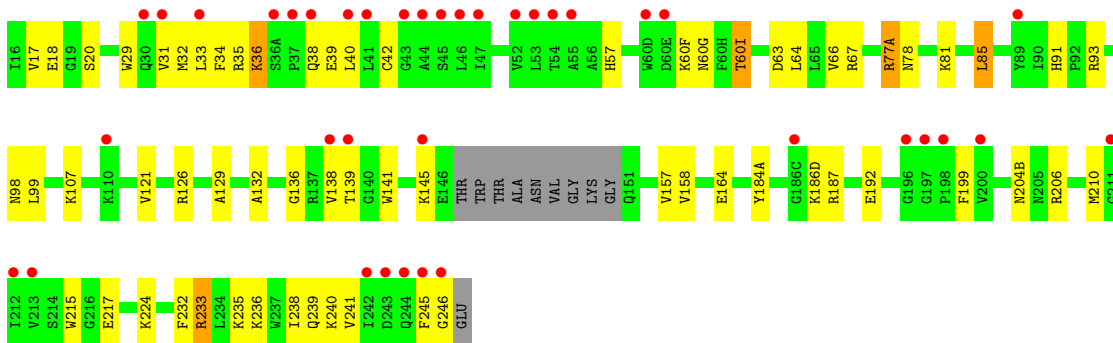 I16 V17 E18 G19 S20 W29 Q30 V31 M32 L33 F34 R35 K36 S36A P37 Q38 E39 L40 L41 C42 G43 A44 S45 L46 I47 V52 L53 T54 A55 A56 H57 W60D D60E K60F N60G F60H T60I D63 L64 L65 V66 R67 R77A N78 K81 L85 Y89 I90 H91 P92 R93
N98 L99 K107 K110 V121 R126 A129 A132 G136 R137 V138 T139 G140 W141 K145 E146 THR TRP THR ALA ASN VAL GLY LYS GLY Q151 V157 V158 E164 Y184A G186C K186D R187 E192 G196 G197 P198 F199 V200 N204B N205 R206 M210 G211
I212 V213 S214 W215 G216 E217 K224 F232 R233 L234 K235 K236 W237 I238 Q239 K240 V241 I242 D243 Q244 F245 G246 GLU